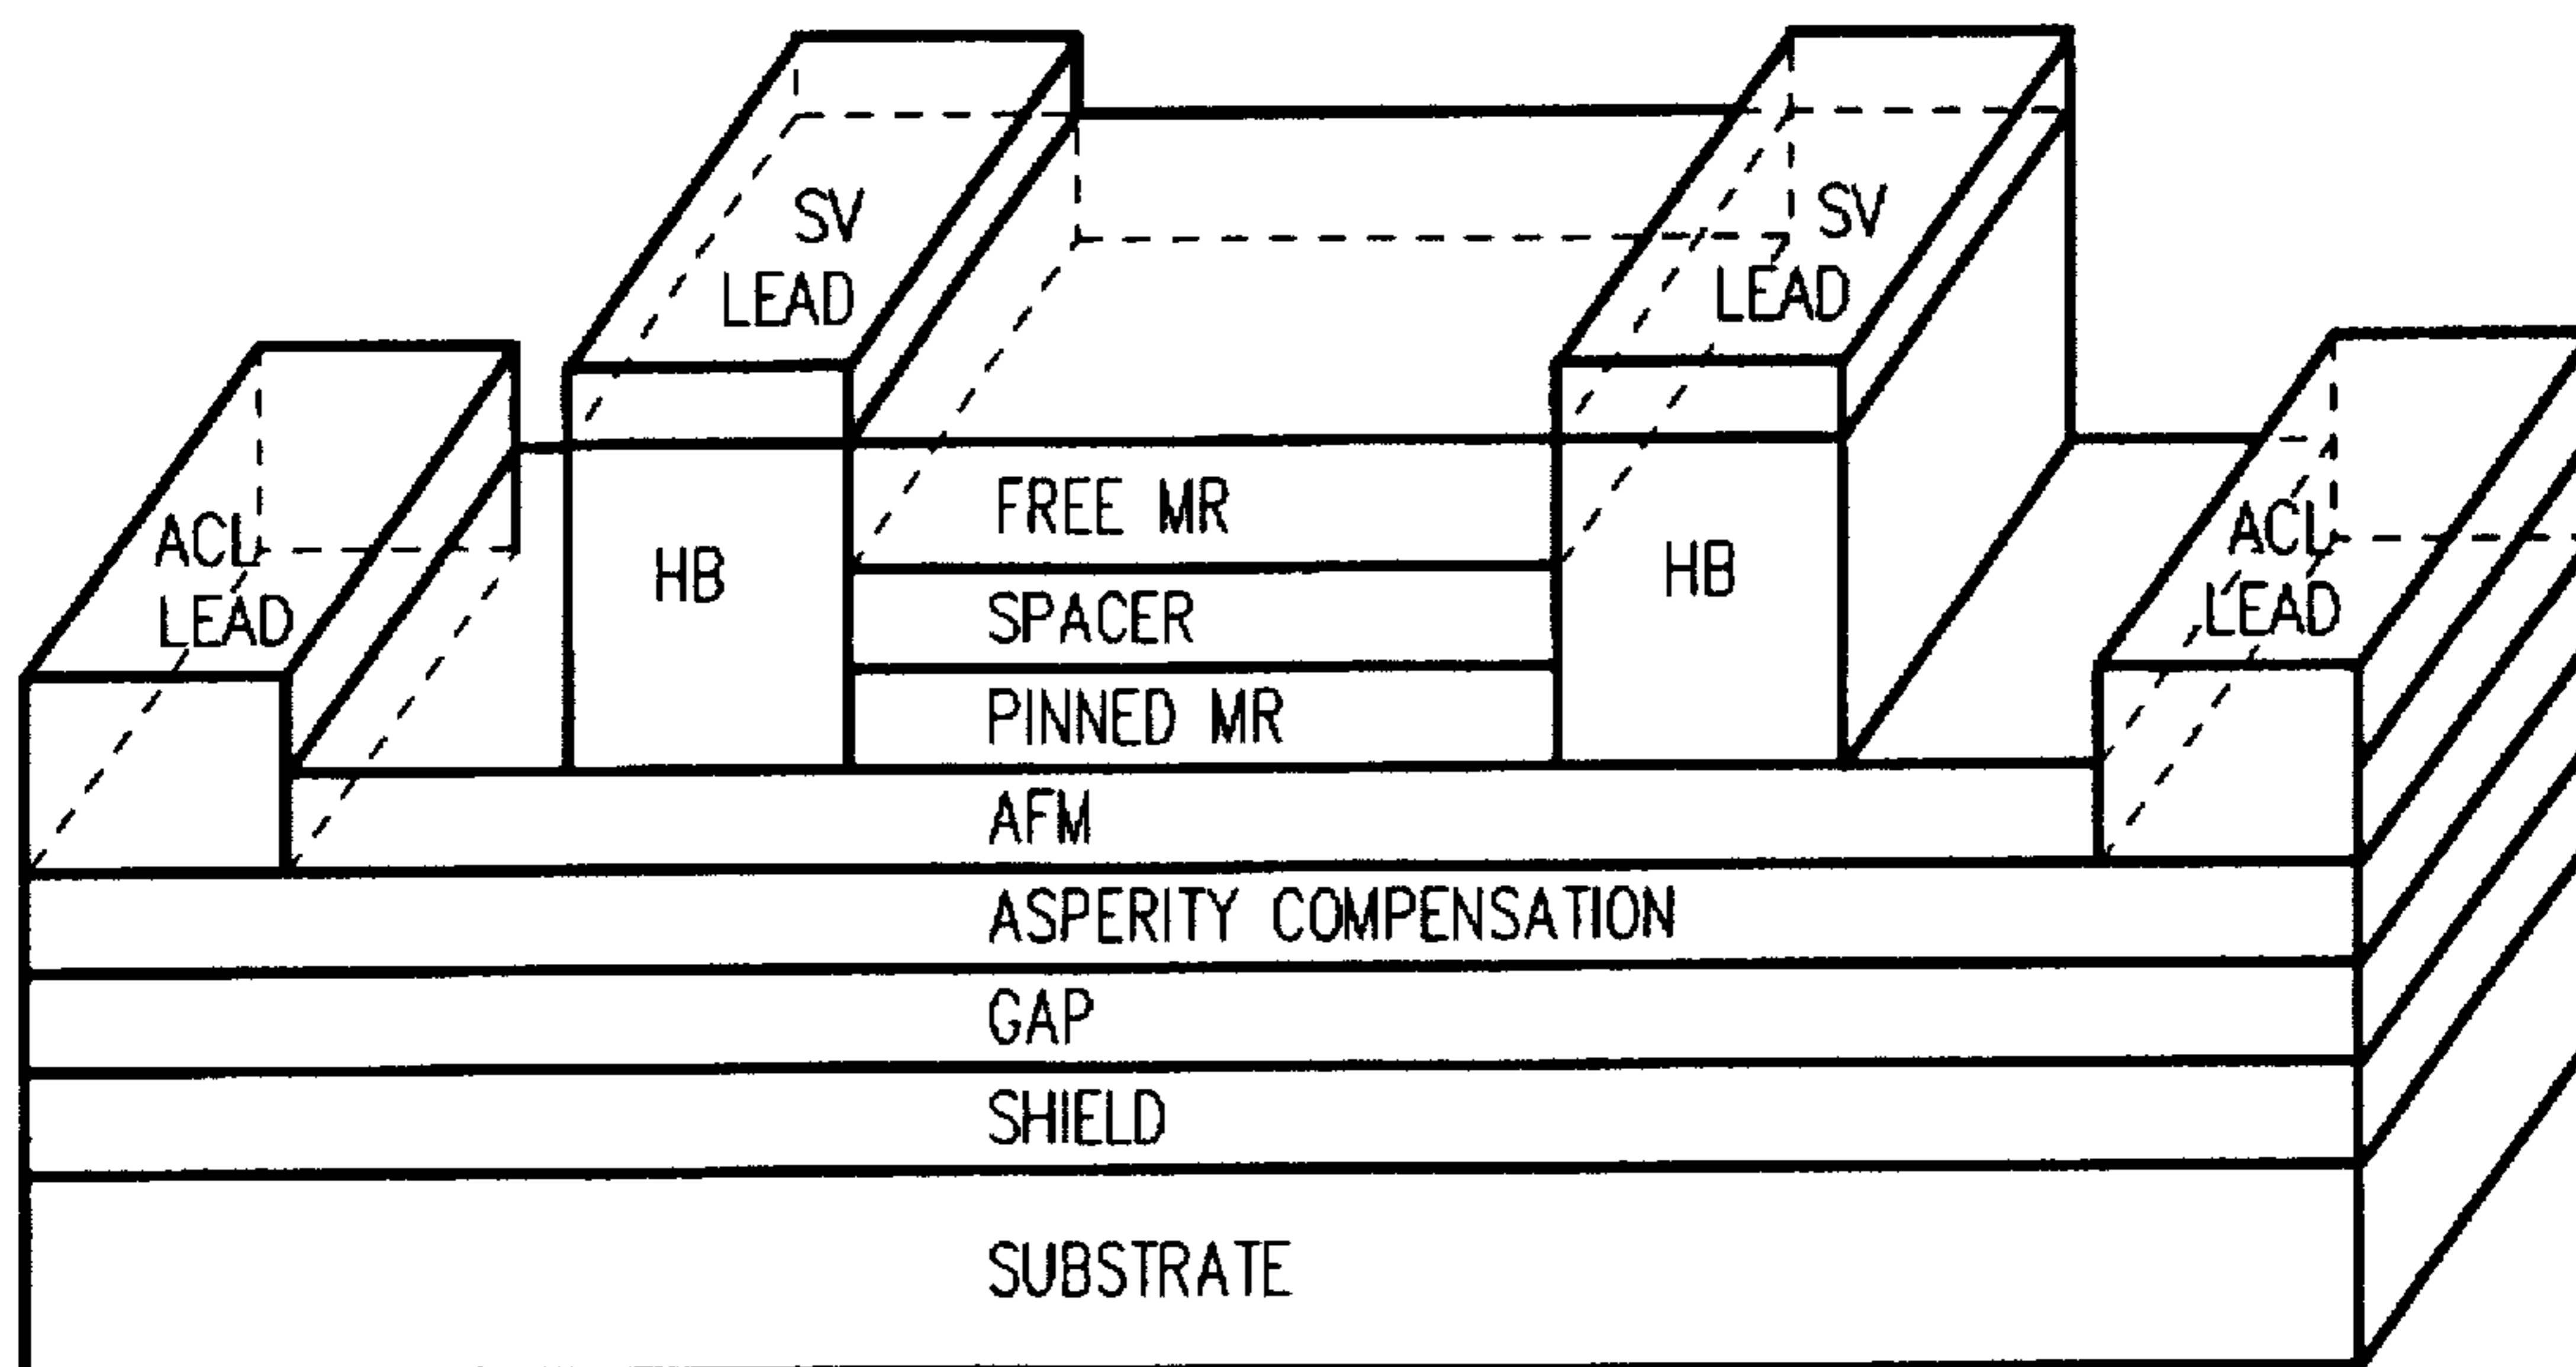 SV
LEAD
SV
LEAD
ACL
LEAD
FREE MR
HB
HB
ACL
LEAD
SPACER
PINNED MR
AFM
ASPERITY COMPENSATION
GAP
SHIELD
SUBSTRATE